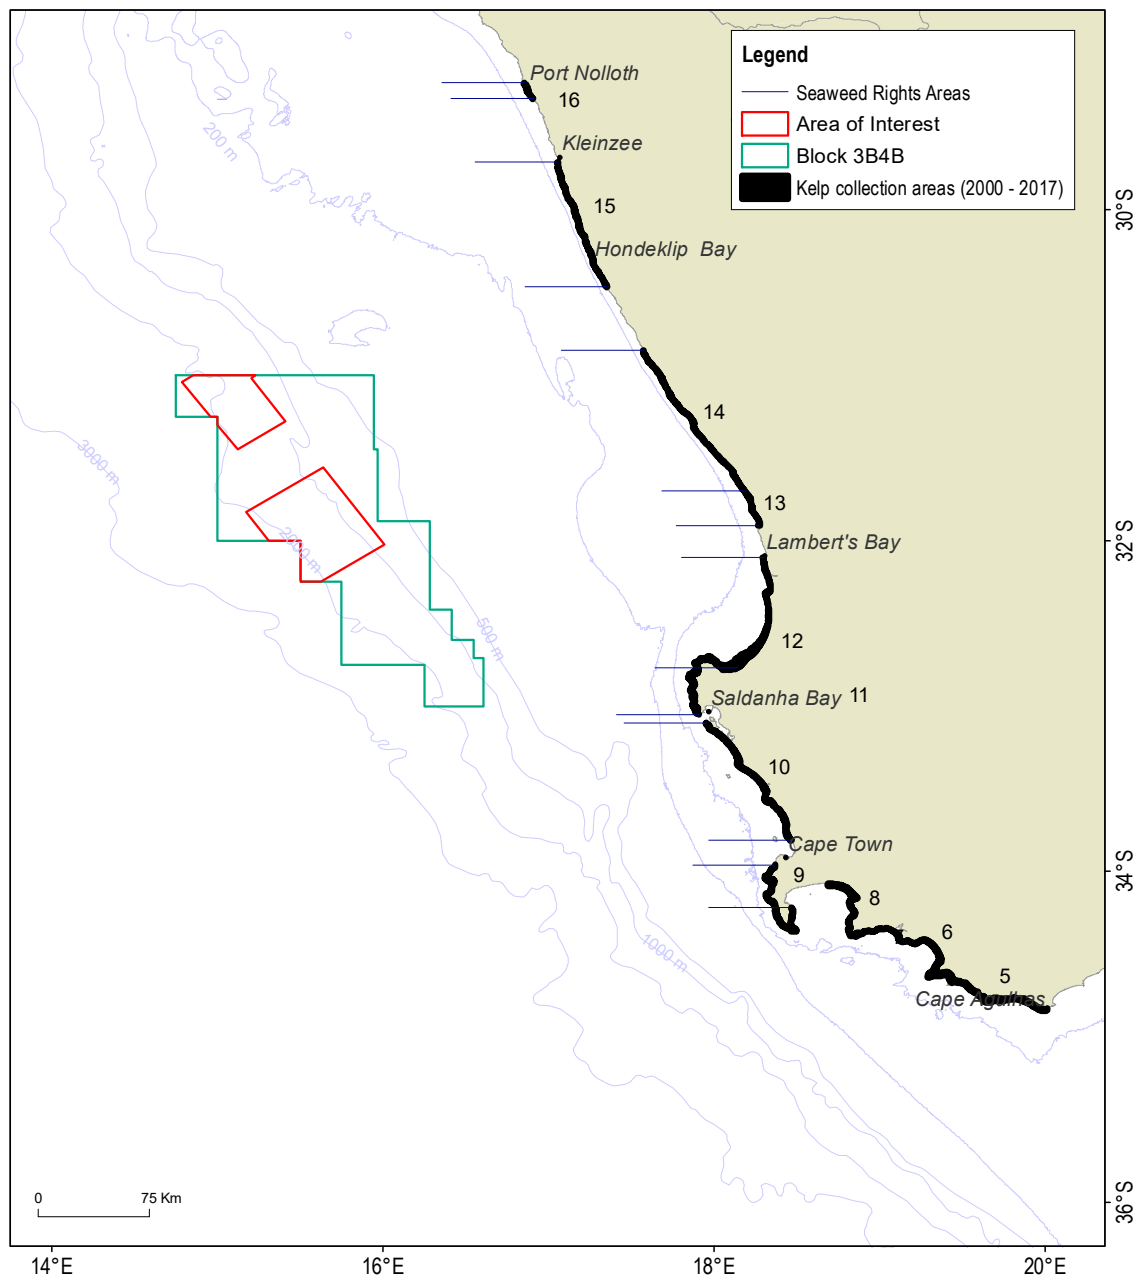 Legend
Seaweed Rights Areas
Area of Interest
Block 3B4B
Kelp collection areas (2000 - 2017)
Port Nolloth
16
Kleinzee
15
Hondeklip Bay
14
13
Lambert's Bay
12
Saldanha Bay
11
10
Cape Town
9
8
6
5
Cape Agulhas
200 m
3000 m
2000 m
500 m
1000 m
30°S
32°S
34°S
36°S
0
75 Km
14°E
16°E
18°E
20°E